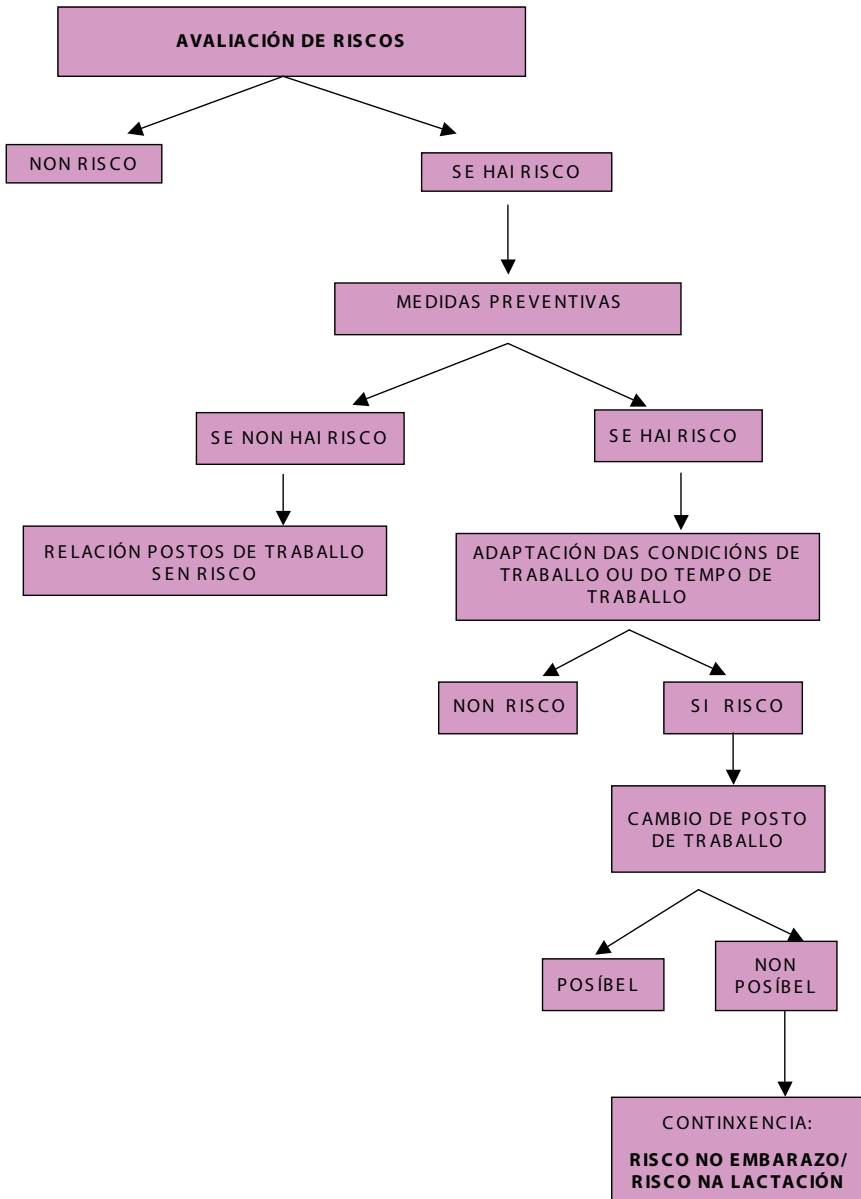 AVALIACIÓN DE RISCOS
NON RISCO
SE HAI RISCO
MEDIDAS PREVENTIVAS
SE NON HAI RISCO
SE HAI RISCO
RELACIÓN POSTOS DE TRABALLO
SEN RISCO
ADAPTACIÓN DAS CONDICIÓNS DE
TRABALLO OU DO TEMPO DE
TRABALLO
NON RISCO
SI RISCO
CAMBIO DE POSTO
DE TRABALLO
POSÍBEL
NON
POSÍBEL
CONTINXENCIA:
RISCO NO EMBARAZO/
RISCO NA LACTACIÓN